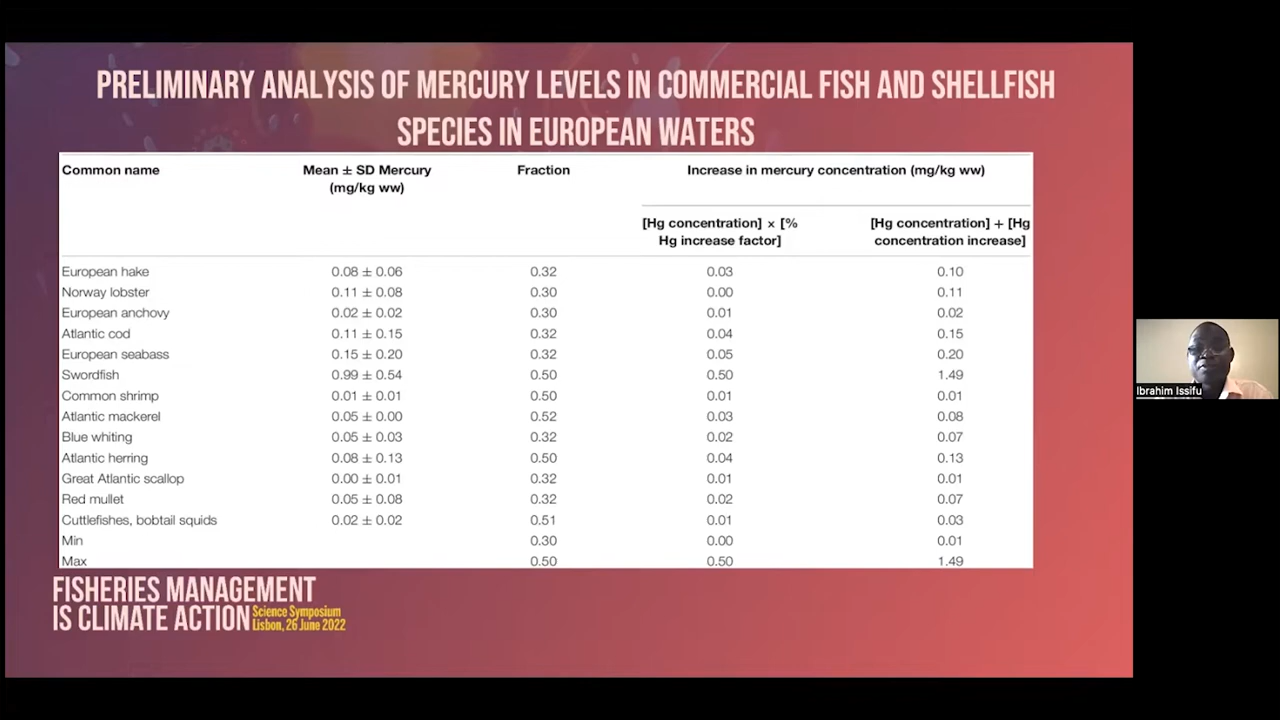 PRELIMINARY ANALYSIS OF MERCURY LEVELS IN COMMERCIAL FISH AND SHELLFISH
SPECIES IN EUROPEAN WATERS
Common name Mean ± SD Mercury Fraction Increase in mercury concentration (mg/kg ww)
(mg/kg ww)
[Hg concentration] × [% [Hg concentration] + [Hg
Hg increase factor] concentration increase]
European hake 0.08 ± 0.06 0.32 0.03 0.10
Norway lobster 0.11 ± 0.08 0.30 0.00 0.11
European anchovy 0.02 ± 0.02 0.30 0.01 0.02
Atlantic cod 0.11 ± 0.15 0.32 0.04 0.15
European seabass 0.15 ± 0.20 0.32 0.05 0.20
Swordfish 0.99 ± 0.54 0.50 0.50 1.49
Common shrimp 0.01 ± 0.01 0.50 0.01 0.01
Atlantic mackerel 0.05 ± 0.00 0.52 0.03 0.08
Blue whiting 0.05 ± 0.03 0.32 0.02 0.07
Atlantic herring 0.08 ± 0.13 0.50 0.04 0.13
Great Atlantic scallop 0.00 ± 0.01 0.32 0.01 0.01
Red mullet 0.05 ± 0.08 0.32 0.02 0.07
Cuttlefishes, bobtail squids 0.02 ± 0.02 0.51 0.01 0.03
Min 0.30 0.00 0.01
Max 0.50 0.50 1.49
FISHERIES MANAGEMENT
IS CLIMATE ACTION
Science Symposium
Lisbon, 26 June 2022
Ibrahim Issifu